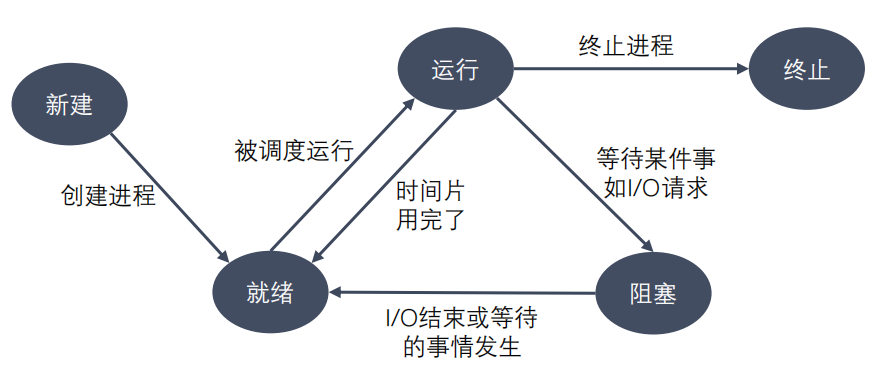 终止进程
运行
终止
新建
被调度运行
等待某件事
如I/O请求
创建进程
时间片
用完了
就绪
阻塞
I/O结束或等待
的事情发生